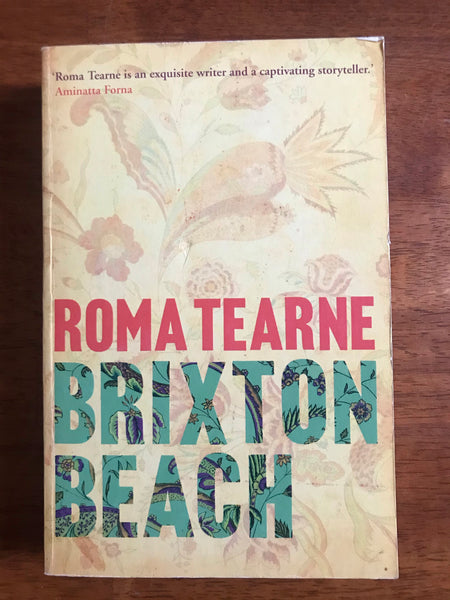 ‘Roma Tearne is an exquisite writer and a captivating storyteller.’
Aminatta Forna
ROMA TEARNE
BRIXTON
BEACH